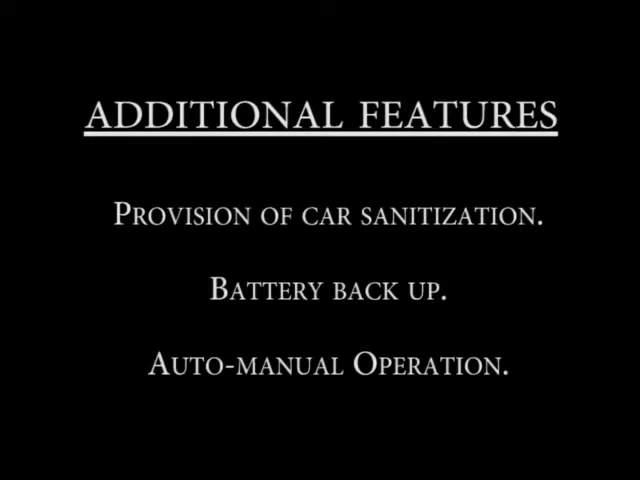 ADDITIONAL FEATURES
PROVISION OF CAR SANITIZATION.
BATTERY BACK UP.
AUTO-MANUAL OPERATION.